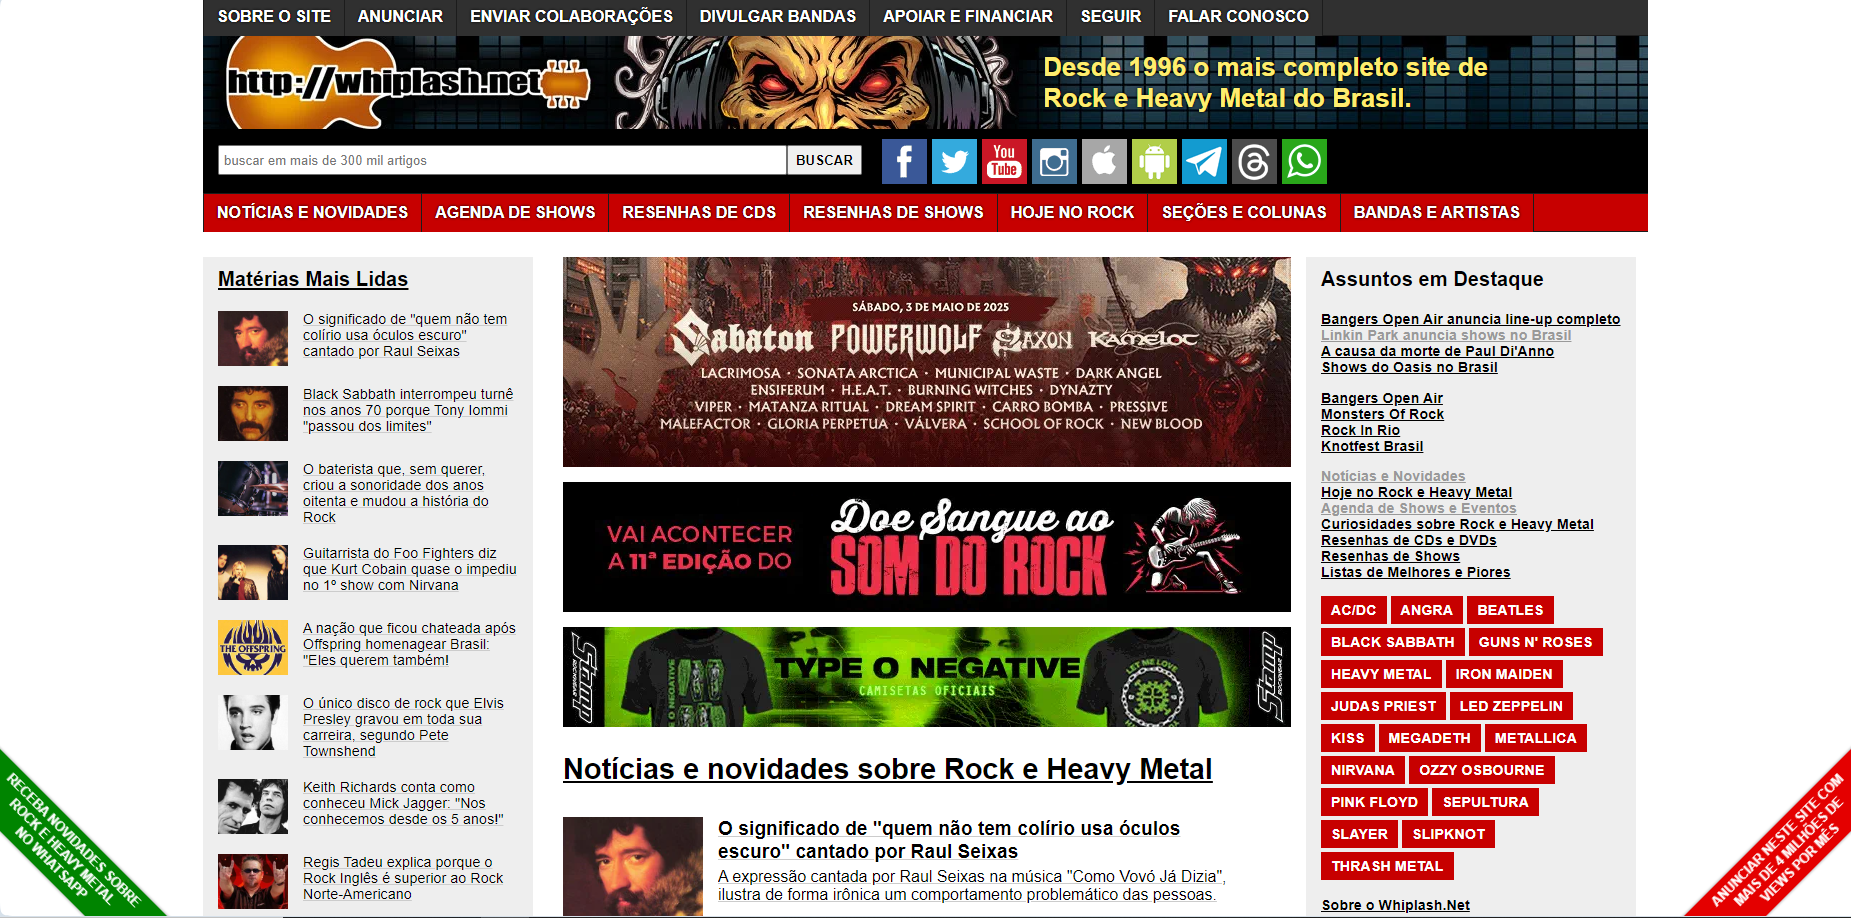 SOBRE O SITE ANUNCIAR ENVIAR COLABORAÇÕES DIVULGAR BANDAS APOIAR E FINANCIAR SEGUIR FALAR CONOSCO
http://whiplash.net
Desde 1996 o mais completo site de
Rock e Heavy Metal do Brasil.
buscar em mais de 300 mil artigos BUSCAR
You
Tube
NOTÍCIAS E NOVIDADES AGENDA DE SHOWS RESENHAS DE CDS RESENHAS DE SHOWS HOJE NO ROCK SEÇÕES E COLUNAS BANDAS E ARTISTAS
Matérias Mais Lidas
O significado de "quem não tem
colírio usa óculos escuro"
cantado por Raul Seixas
Black Sabbath interrompeu turnê
nos anos 70 porque Tony Iommi
"passou dos limites"
O baterista que, sem querer,
criou a sonoridade dos anos
oitenta e mudou a história do
Rock
Guitarrista do Foo Fighters diz
que Kurt Cobain quase o impediu
no 1º show com Nirvana
THE OFFSPRING
A nação que ficou chateada após
Offspring homenagear Brasil:
"Eles querem também!
O único disco de rock que Elvis
Presley gravou em toda sua
carreira, segundo Pete
Townshend
Keith Richards conta como
conheceu Mick Jagger: "Nos
conhecemos desde os 5 anos!"
Regis Tadeu explica porque o
Rock Inglês é superior ao Rock
Norte-Americano
RECEBA NOVIDADES SOBRE
ROCK E HEAVY METAL
NO WHATSAPP
SÁBADO, 3 DE MAIO DE 2025
Sabaton POWERWOLF SAXON KAMELOT
LACRIMOSA · SONATA ARCTICA · MUNICIPAL WASTE · DARK ANGEL
ENSIFERUM · H.E.A.T. · BURNING WITCHES · DYNAZTY
VIPER · MATANZA RITUAL · DREAM SPIRIT · CARRO BOMBA · PRESSIVE
MALEFACTOR · GLORIA PERPETUA · VÁLVERA · SCHOOL OF ROCK · NEW BLOOD
VAI ACONTECER
A 11ª EDIÇÃO DO
Doe Sangue ao
SOM DO ROCK
Stamp
ROCKWEAR
TYPE O NEGATIVE
CAMISETAS OFICIAIS
LET ME LOVE
Stamp
ROCKWEAR
Notícias e novidades sobre Rock e Heavy Metal
O significado de "quem não tem colírio usa óculos
escuro" cantado por Raul Seixas
A expressão cantada por Raul Seixas na música "Como Vovó Já Dizia",
ilustra de forma irônica um comportamento problemático das pessoas.
Assuntos em Destaque
Bangers Open Air anuncia line-up completo
Linkin Park anuncia shows no Brasil
A causa da morte de Paul Di'Anno
Shows do Oasis no Brasil
Bangers Open Air
Monsters Of Rock
Rock In Rio
Knotfest Brasil
Notícias e Novidades
Hoje no Rock e Heavy Metal
Agenda de Shows e Eventos
Curiosidades sobre Rock e Heavy Metal
Resenhas de CDs e DVDs
Resenhas de Shows
Listas de Melhores e Piores
AC/DC ANGRA BEATLES
BLACK SABBATH GUNS N' ROSES
HEAVY METAL IRON MAIDEN
JUDAS PRIEST LED ZEPPELIN
KISS MEGADETH METALLICA
NIRVANA OZZY OSBOURNE
PINK FLOYD SEPULTURA
SLAYER SLIPKNOT
THRASH METAL
Sobre o Whiplash.Net
ANUNCIAR NESTE SITE COM
MAIS DE 4 MILHÕES DE
VIEWS POR MÊS